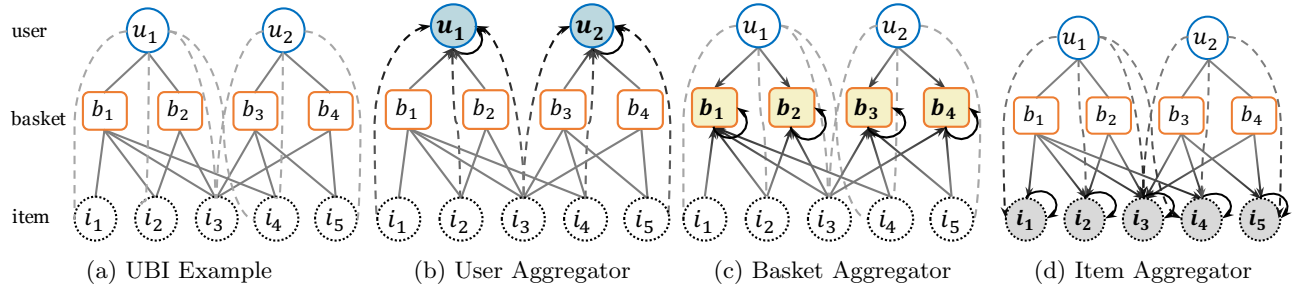 user u₁ u₂ u₁ u₂ u₁ u₂ u₁ u₂
basket b₁ b₂ b₃ b₄ b₁ b₂ b₃ b₄ b₁ b₂ b₃ b₄ b₁ b₂ b₃ b₄
item i₁ i₂ i₃ i₄ i₅ i₁ i₂ i₃ i₄ i₅ i₁ i₂ i₃ i₄ i₅ i₁ i₂ i₃ i₄ i₅
(a) UBI Example (b) User Aggregator (c) Basket Aggregator (d) Item Aggregator